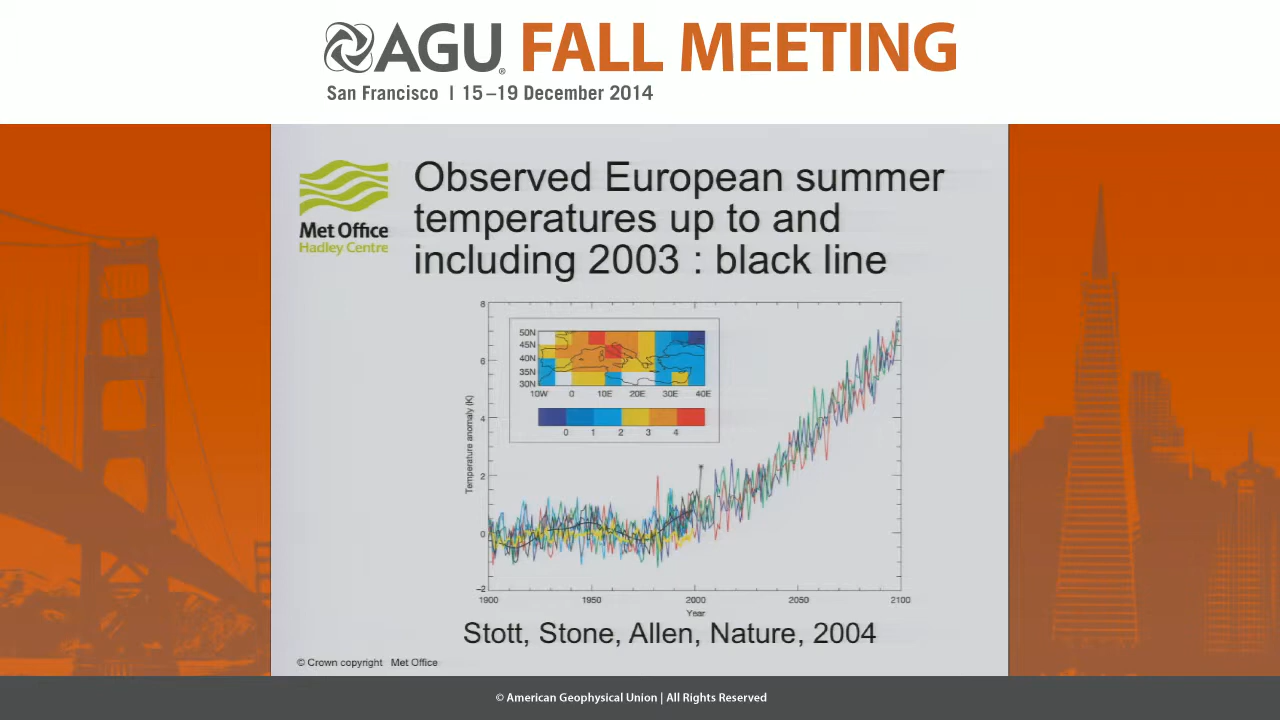 AGU® FALL MEETING
San Francisco | 15–19 December 2014
Met Office
Hadley Centre
Observed European summer
temperatures up to and
including 2003 : black line
8
6
4
2
0
−2
Temperature anomaly (K)
50N
45N
40N
35N
30N
10W 0 10E 20E 30E 40E
0 1 2 3 4
1900 1950 2000 2050 2100
Year
Stott, Stone, Allen, Nature, 2004
© Crown copyright Met Office
© American Geophysical Union | All Rights Reserved